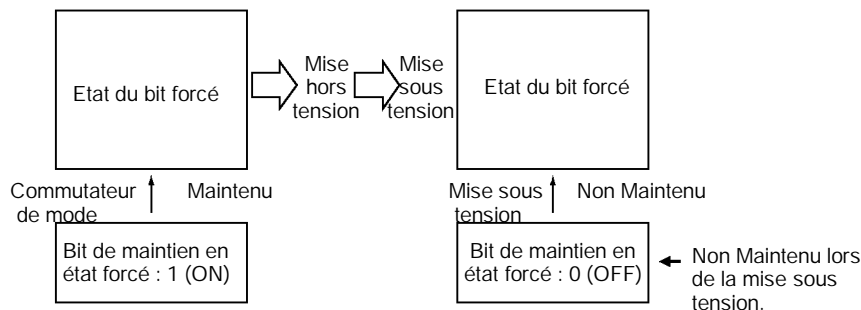 Etat du bit forcé
Mise
hors
tension
Mise
sous
tension
Etat du bit forcé
Commutateur
de mode
Maintenu
Mise sous
tension
Non Maintenu
Bit de maintien en
état forcé : 1 (ON)
Bit de maintien en
état forcé : 0 (OFF)
Non Maintenu lors
de la mise sous
tension.